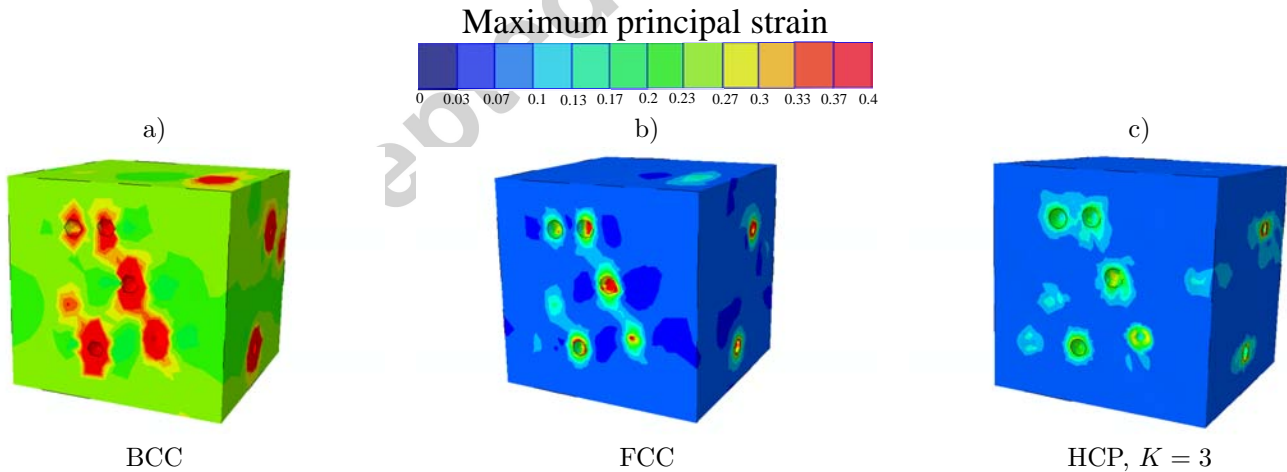 Maximum principal strain
0 0.03 0.07 0.1 0.13 0.17 0.2 0.23 0.27 0.3 0.33 0.37 0.4
a) b) c)
epta
BCC FCC HCP, K = 3